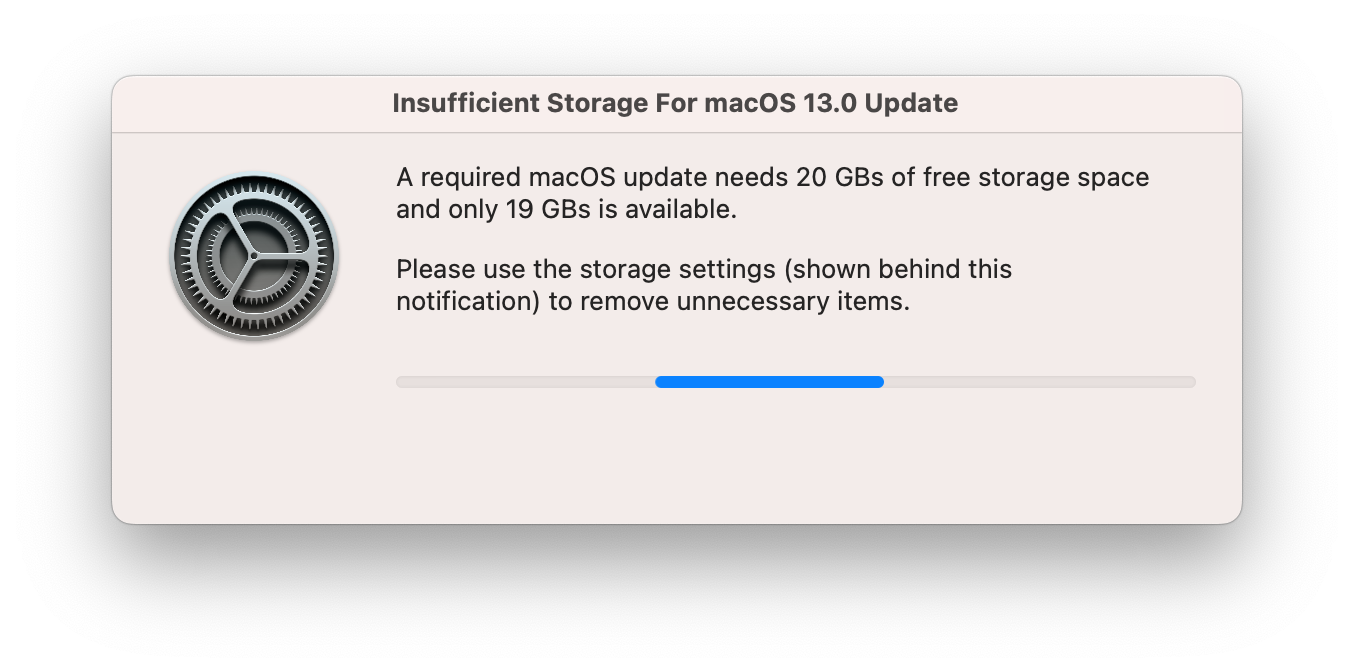 Insufficient Storage For macOS 13.0 Update
A required macOS update needs 20 GBs of free storage space
and only 19 GBs is available.
Please use the storage settings (shown behind this
notification) to remove unnecessary items.